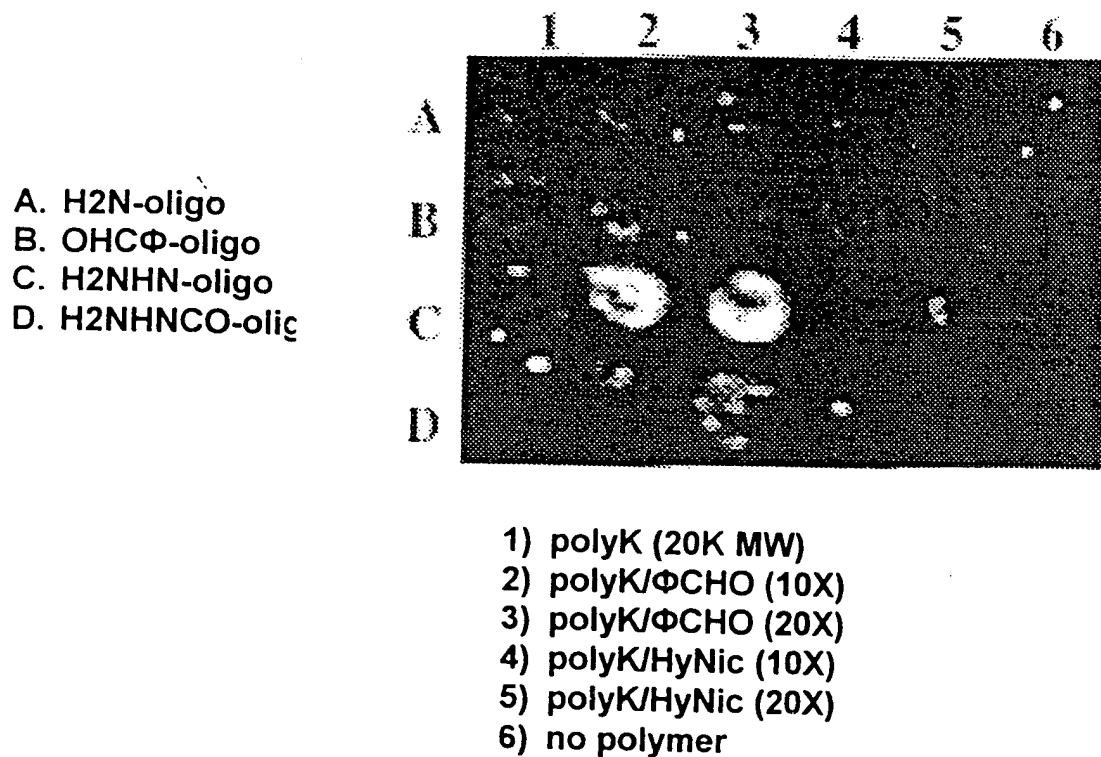 1 2 3 4 5 6
A
B
C
D
A. H2N-oligo
B. OHCΦ-oligo
C. H2NHN-oligo
D. H2NHNCO-olig
1) polyK (20K MW)
2) polyK/ΦCHO (10X)
3) polyK/ΦCHO (20X)
4) polyK/HyNic (10X)
5) polyK/HyNic (20X)
6) no polymer